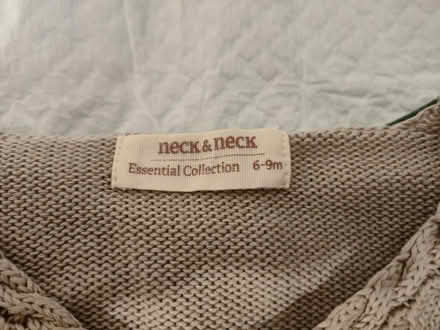 neck & neck
Essential Collection 6-9m